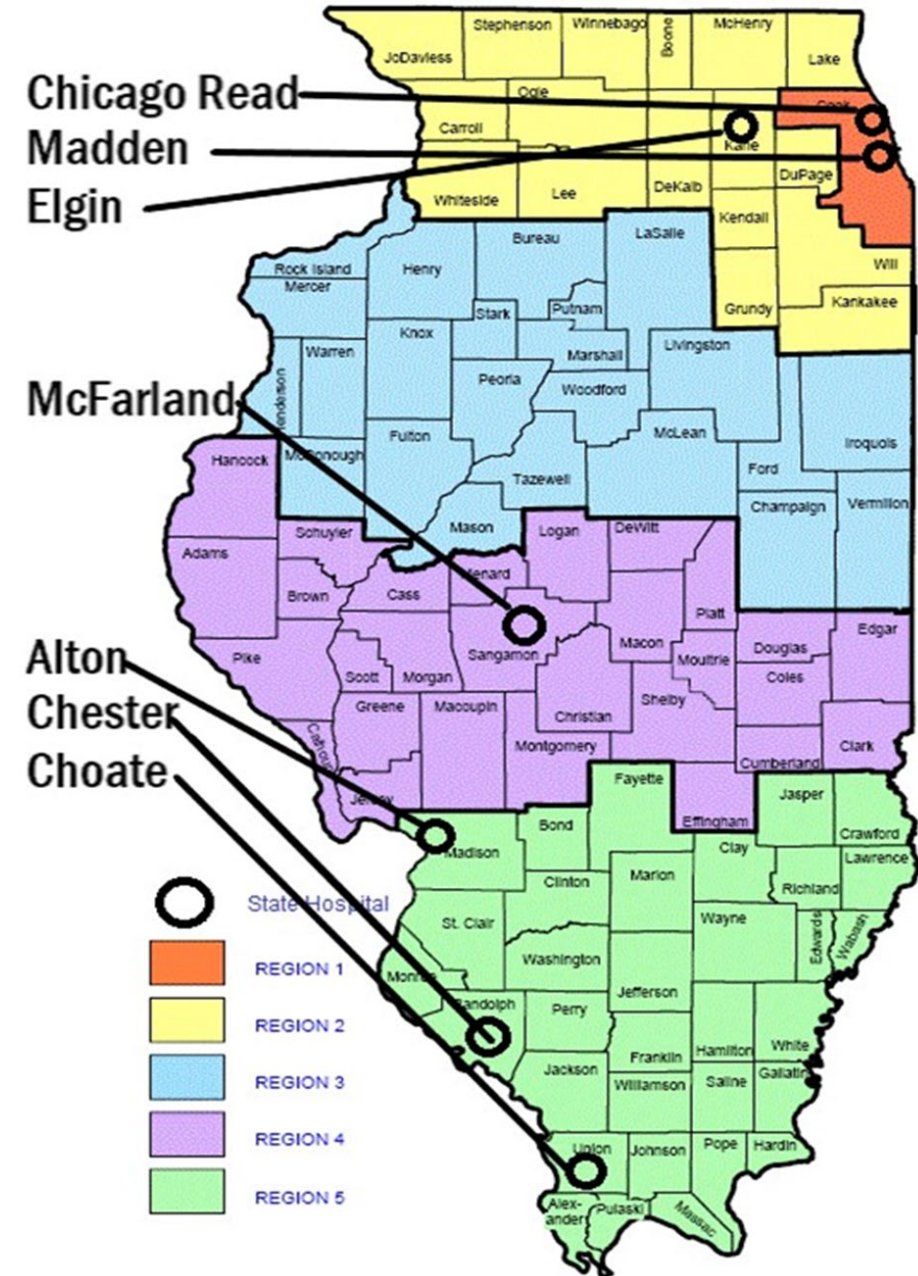 Stephenson
Winnebago
Boone
McHenry
JoDaviess
Lake
Chicago Read
Ogle
Cook
Carroll
Madden
Kane
DuPage
Elgin
Whiteside
Lee
DeKalb
Kendall
Bureau
LaSalle
Rock Island
Henry
Will
Mercer
Putnam
Grundy
Kankakee
Stark
Knox
Warren
Marshall
Livingston
Peoria
Woodford
McFarland
Henderson
Fulton
McLean
Iroquois
McDonough
Hancock
Tazewell
Ford
Champaign
Vermilion
Mason
Schuyler
Logan
DeWitt
Adams
Menard
Brown
Cass
Piatt
Sangamon
Macon
Douglas
Edgar
Alton
Pike
Scott
Morgan
Moultrie
Coles
Greene
Macoupin
Shelby
Chester
Christian
Calhoun
Montgomery
Clark
Choate
Cumberland
Jersey
Fayette
Jasper
Effingham
Bond
Crawford
Madison
Clay
Lawrence
Marion
Clinton
Richland
State Hospital
St. Clair
Wayne
Edwards
Wabash
Washington
REGION 1
Monroe
Jefferson
Randolph
Perry
REGION 2
Hamilton
White
Franklin
Jackson
Gallatin
REGION 3
Williamson
Saline
REGION 4
Union
Johnson
Pope
Hardin
REGION 5
Alex-
ander
Pulaski
Massac